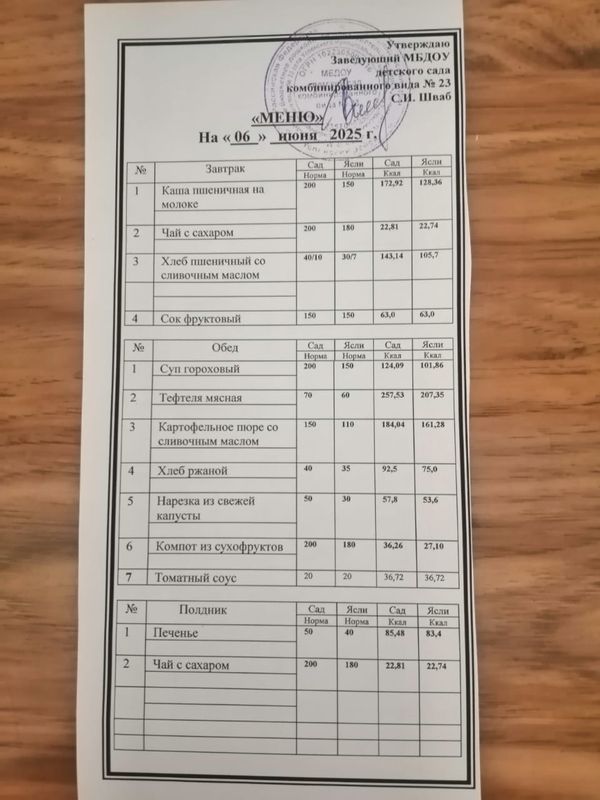 Утверждаю
Заведующий МБДОУ
детского сада
комбинированного вида № 23
С.И. Шваб
«МЕНЮ»
На « 06 » июня 2025 г.
№ Завтрак Сад Ясли Сад Ясли
Норма Норма Ккал Ккал
1 Каша пшеничная на 200 150 172,92 128,36
молоке
2 Чай с сахаром 200 180 22,81 22,74
3 Хлеб пшеничный со 40/10 30/7 143,14 105,7
сливочным маслом
4 Сок фруктовый 150 150 63,0 63,0
№ Обед Сад Ясли Сад Ясли
Норма Норма Ккал Ккал
1 Суп гороховый 200 150 124,09 101,86
2 Тефтеля мясная 70 60 257,53 207,35
3 Картофельное пюре со 150 110 184,04 161,28
сливочным маслом
4 Хлеб ржаной 40 35 92,5 75,0
5 Нарезка из свежей 50 30 57,8 53,6
капусты
6 Компот из сухофруктов 200 180 36,26 27,10
7 Томатный соус 20 20 36,72 36,72
№ Полдник Сад Ясли Сад Ясли
Норма Норма Ккал Ккал
1 Печенье 50 40 85,48 83,4
2 Чай с сахаром 200 180 22,81 22,74